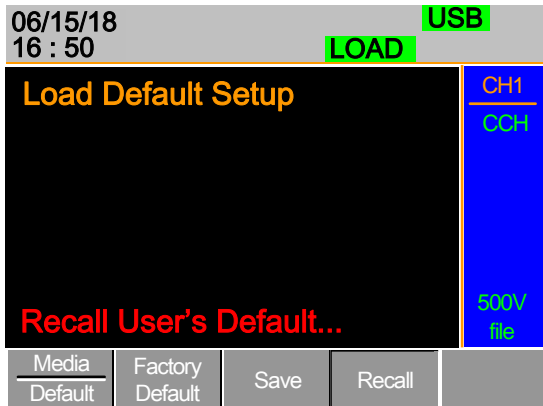 06/15/18
USB
16 : 50
LOAD
Load Default Setup
CH1
CCH
Recall User's Default...
500V
file
Media
Default
Factory
Default
Save
Recall